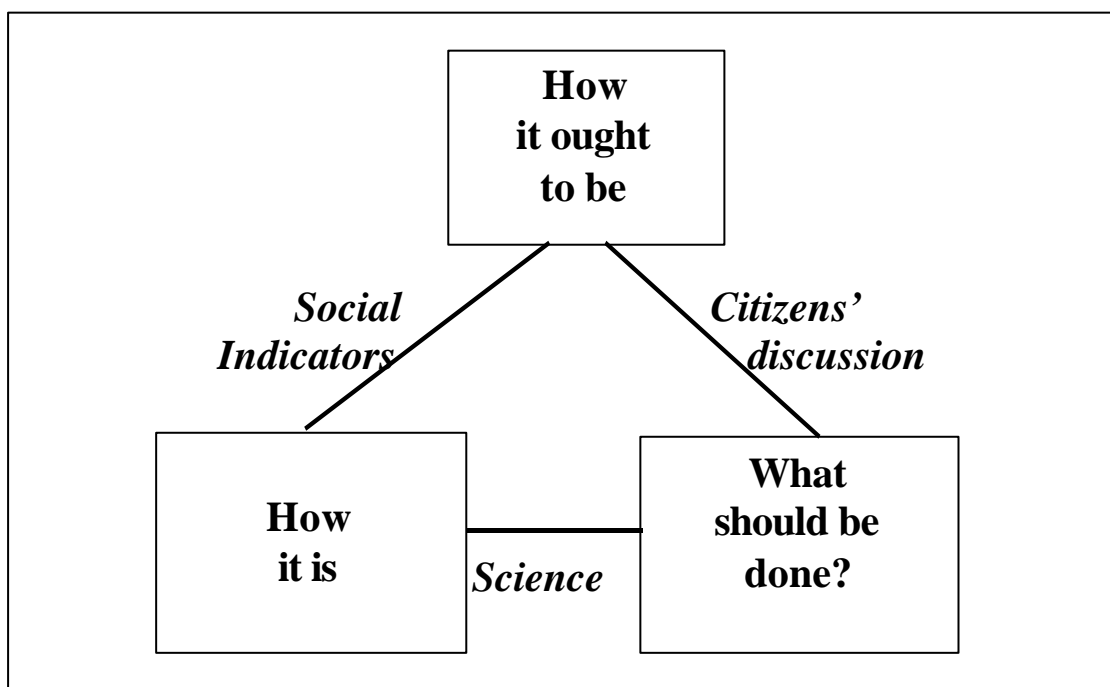 How
it ought
to be
Social
Indicators
Citizens’
discussion
How
it is
Science
What
should be
done?